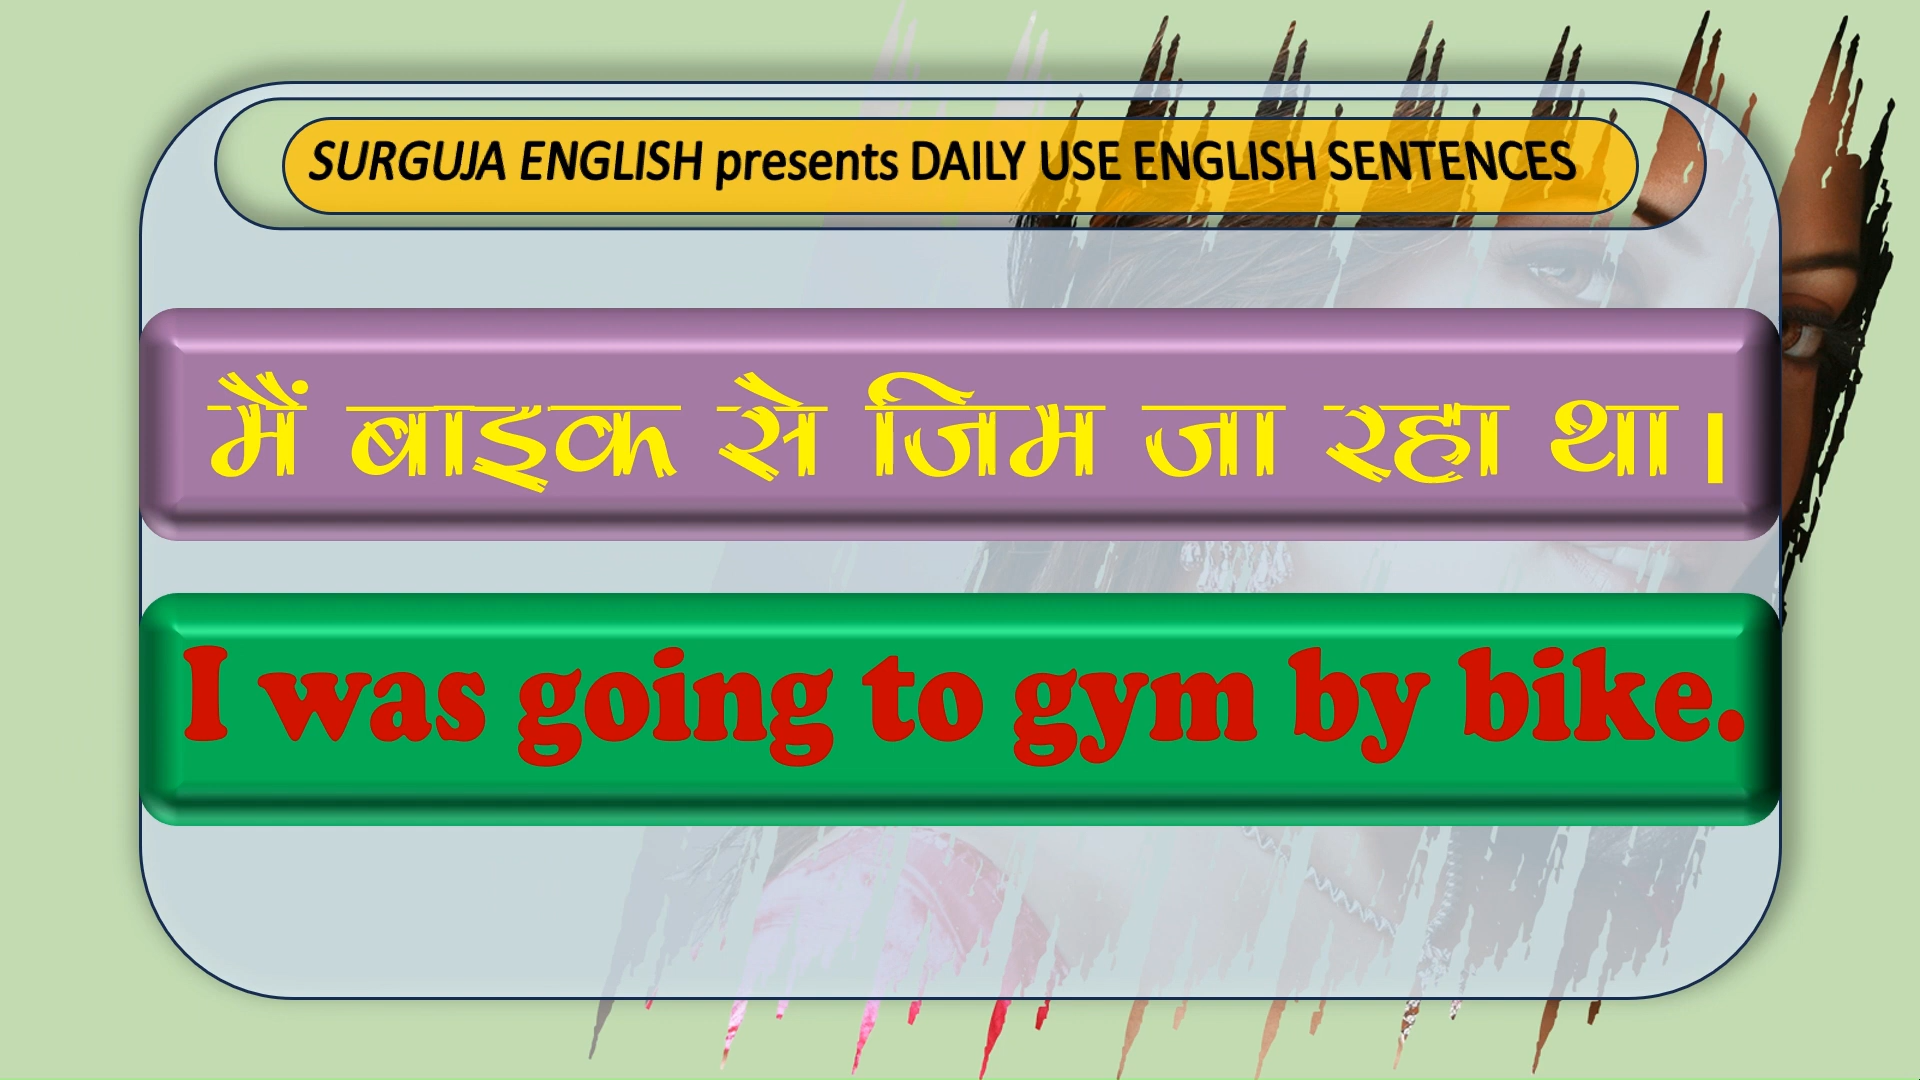 SURGUJA ENGLISH presents DAILY USE ENGLISH SENTENCES
मैं बाइक से जिम जा रहा था।
I was going to gym by bike.